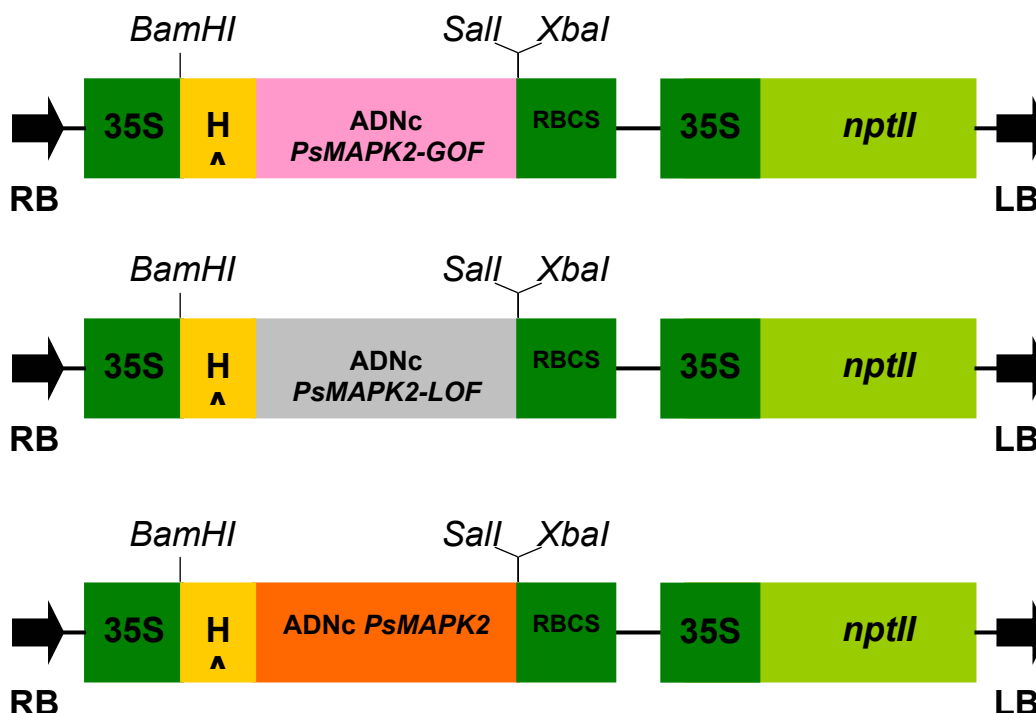 BamHI SalI XbaI
35S H ADNc RBCS 35S nptII
ʌ PsMAPK2-GOF
RB LB
BamHI SalI XbaI
35S H ADNc RBCS 35S nptII
ʌ PsMAPK2-LOF
RB LB
BamHI SalI XbaI
35S H ADNc PsMAPK2 RBCS 35S nptII
ʌ
RB LB